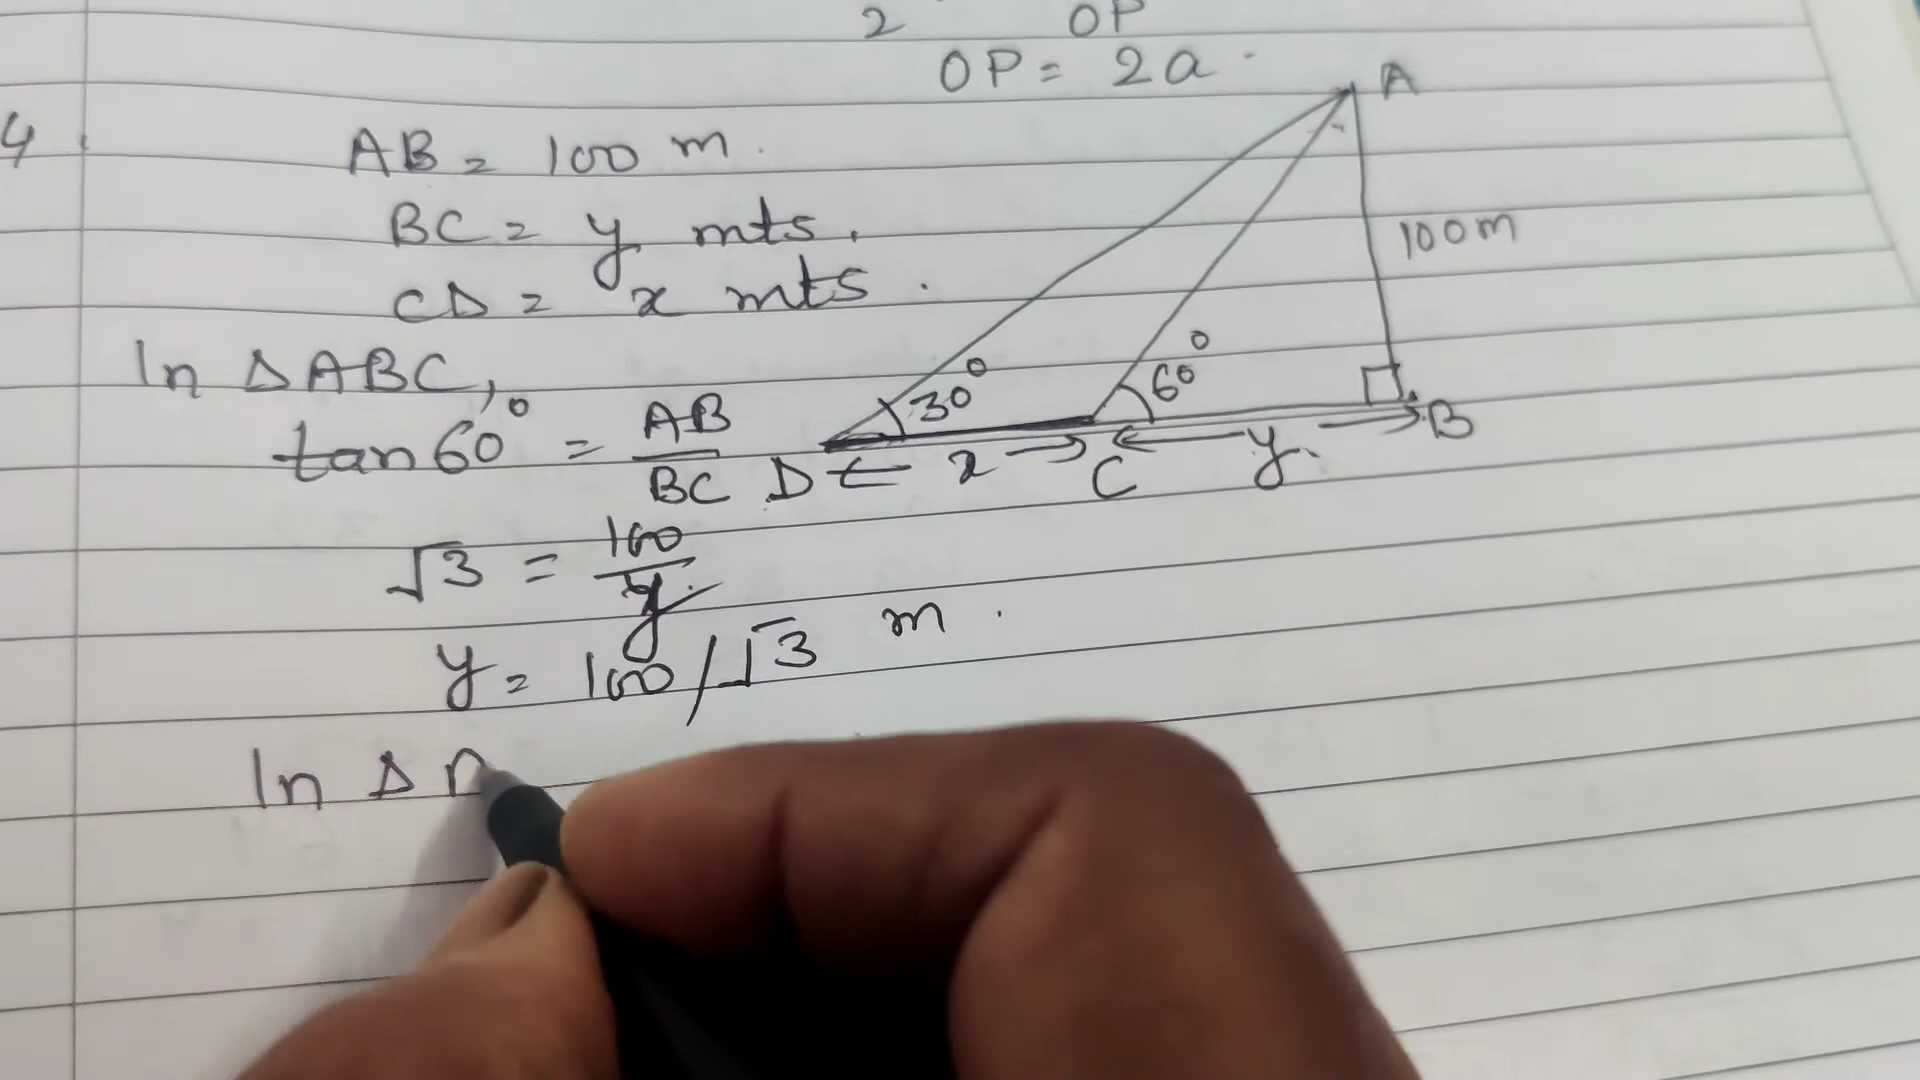 2 OP
OP = 2a.
4.
AB = 100 m.
BC = y mts.
CD = x mts.
In Δ ABC,
tan 60° = AB/BC
√3 = 100/y
y = 100/√3 m.
In Δ
A
100m
30° 60°
D x C y B